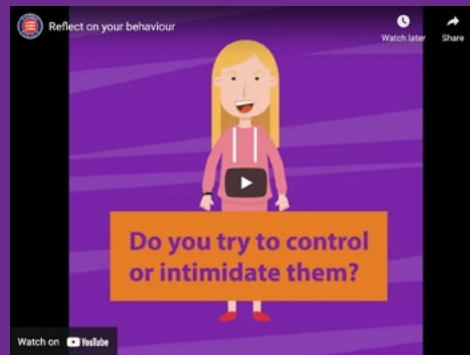 Reflect on your behaviour
Watch later
Share
Do you try to control
or intimidate them?
Watch on YouTube